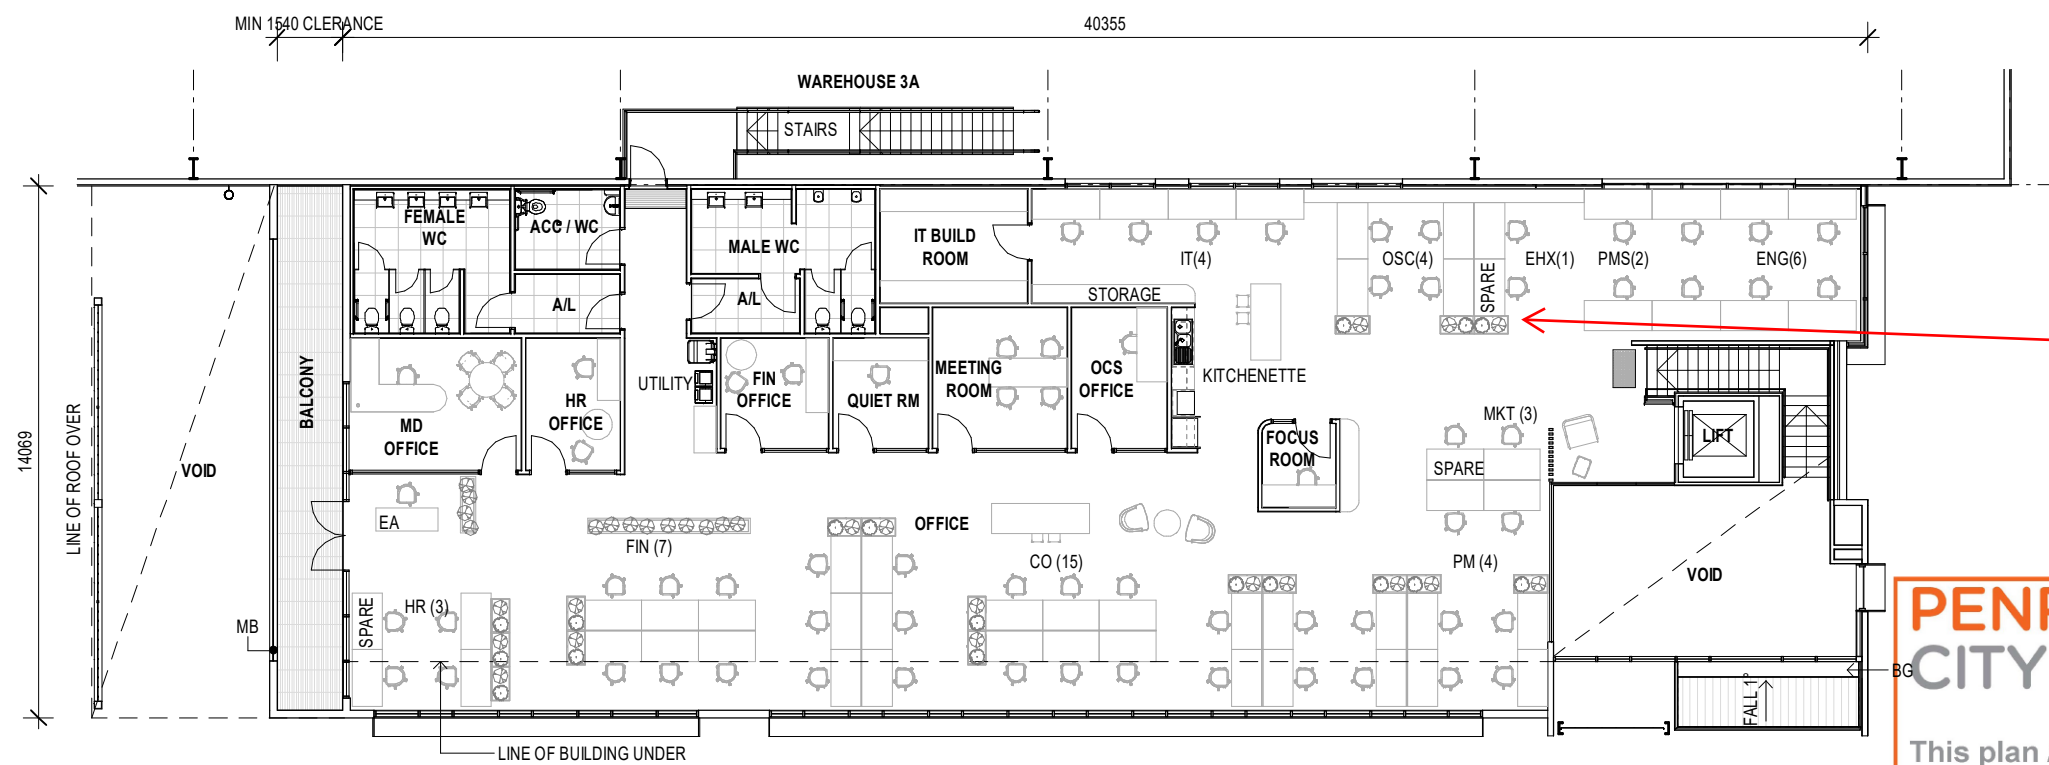 MIN 1540 CLERANCE
40355
WAREHOUSE 3A
STAIRS
FEMALE
WC
ACC / WC
MALE WC
IT BUILD
ROOM
IT(4)
OSC(4)
EHX(1)
PMS(2)
ENG(6)
SPARE
A/L
A/L
STORAGE
BALCONY
UTILITY
FIN
OFFICE
QUIET RM
MEETING
ROOM
OCS
OFFICE
KITCHENETTE
HR
OFFICE
MD
OFFICE
MKT (3)
LIFT
FOCUS
ROOM
SPARE
14069
LINE OF ROOF OVER
VOID
EA
FIN (7)
OFFICE
CO (15)
PM (4)
VOID
SPARE
HR (3)
MB
BG
FALL 1°
LINE OF BUILDING UNDER
CITY
This plan